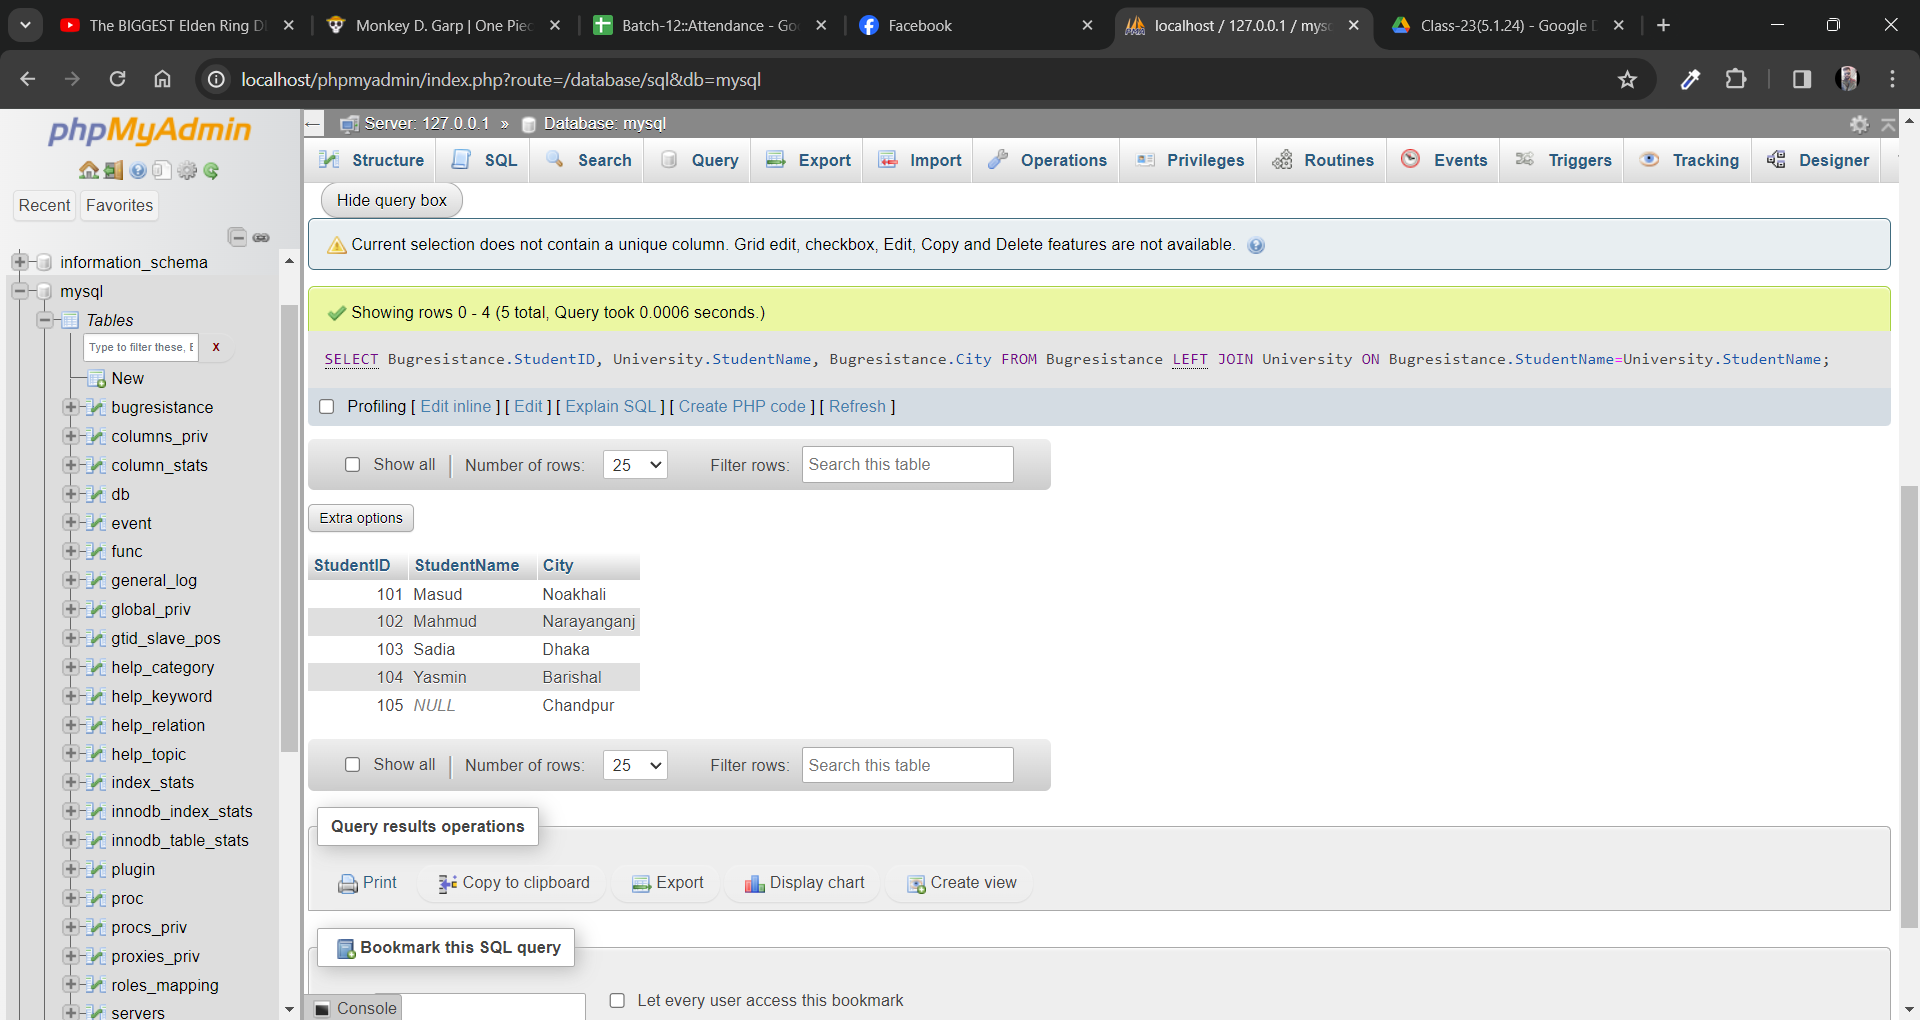 The BIGGEST Elden Ring D
Monkey D. Garp | One Piec
Batch-12::Attendance - Go
Facebook
localhost / 127.0.0.1 / mysc
Class-23(5.1.24) - Google D
localhost/phpmyadmin/index.php?route=/database/sql&db=mysql
phpMyAdmin
Recent
Favorites
information_schema
mysql
Tables
Type to filter these, E
X
New
bugresistance
columns_priv
column_stats
db
event
func
general_log
global_priv
gtid_slave_pos
help_category
help_keyword
help_relation
help_topic
index_stats
innodb_index_stats
innodb_table_stats
plugin
proc
procs_priv
proxies_priv
roles_mapping
servers
Server: 127.0.0.1 » Database: mysql
Structure SQL Search Query Export Import Operations Privileges Routines Events Triggers Tracking Designer
Hide query box
Current selection does not contain a unique column. Grid edit, checkbox, Edit, Copy and Delete features are not available.
Showing rows 0 - 4 (5 total, Query took 0.0006 seconds.)
SELECT Bugresistance.StudentID, University.StudentName, Bugresistance.City FROM Bugresistance LEFT JOIN University ON Bugresistance.StudentName=University.StudentName;
Profiling [ Edit inline ] [ Edit ] [ Explain SQL ] [ Create PHP code ] [ Refresh ]
Show all | Number of rows: 25 Filter rows: Search this table
Extra options
StudentID StudentName City
101 Masud Noakhali
102 Mahmud Narayanganj
103 Sadia Dhaka
104 Yasmin Barishal
105 NULL Chandpur
Show all | Number of rows: 25 Filter rows: Search this table
Query results operations
Print Copy to clipboard Export Display chart Create view
Bookmark this SQL query
Let every user access this bookmark
Console